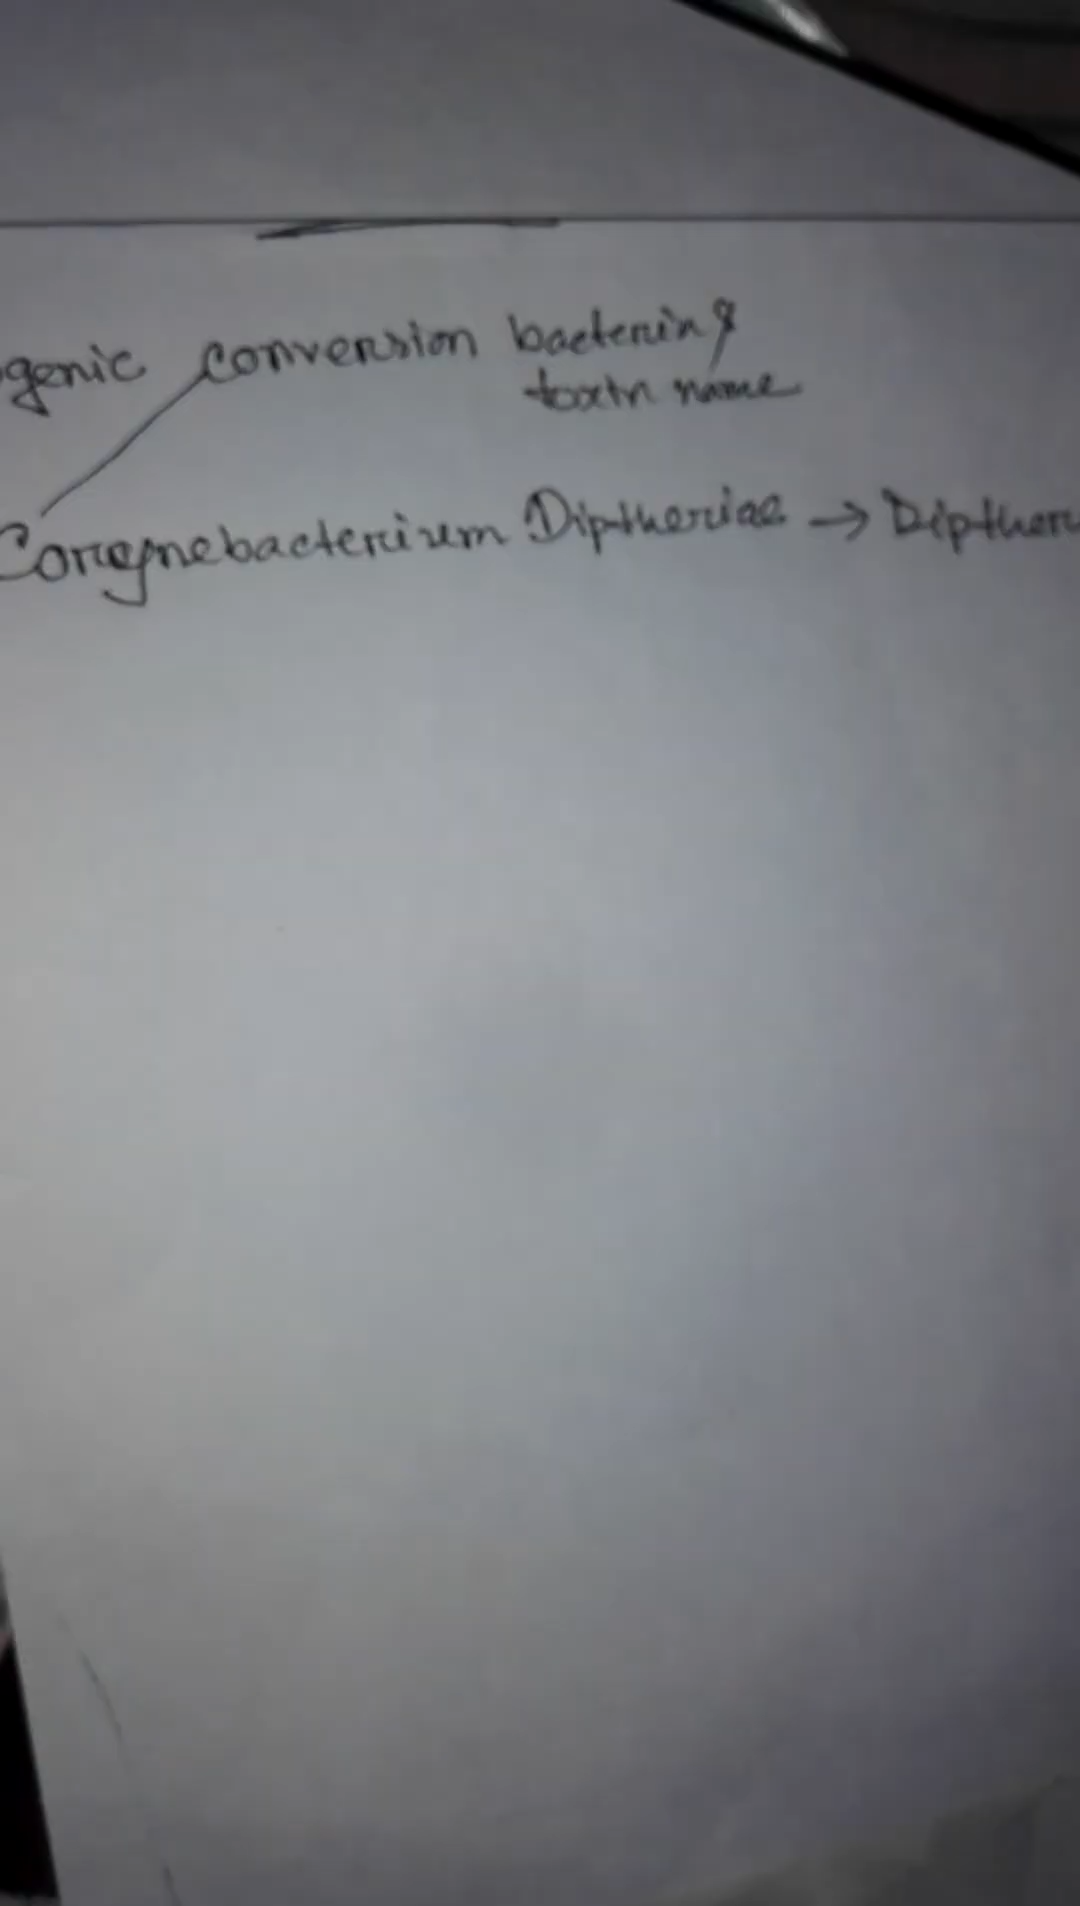 genic conversion bacteria &
toxin name
Corynebacterium Diptheriae → Dipther